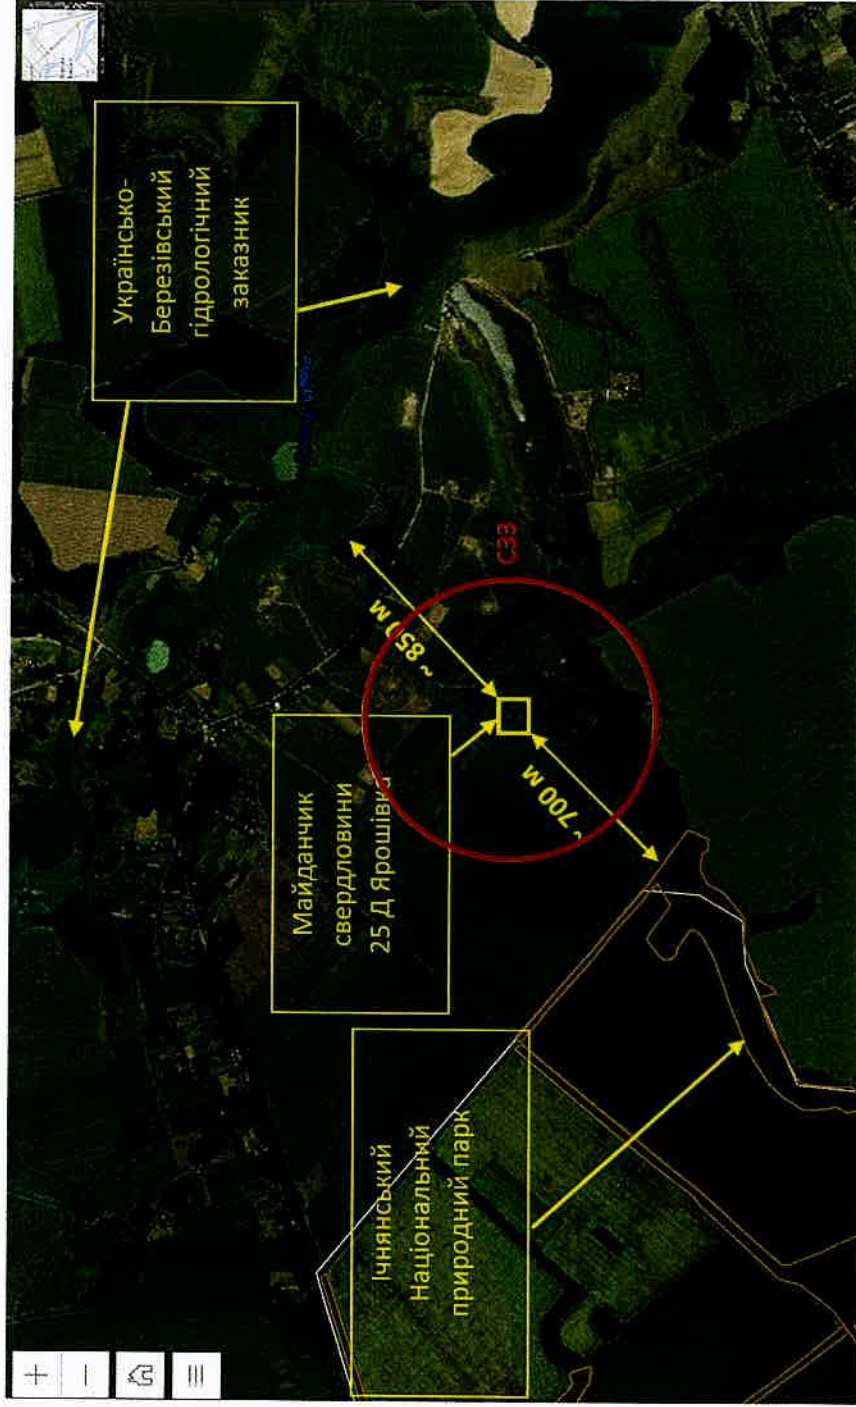 Українсько-
Березівський
гідрологічний
заказник
Майданчик
свердловини
25 Д Ярошівка
Ічнянський
Національний
природний парк
~ 850 м
~700 м
СЗЗ